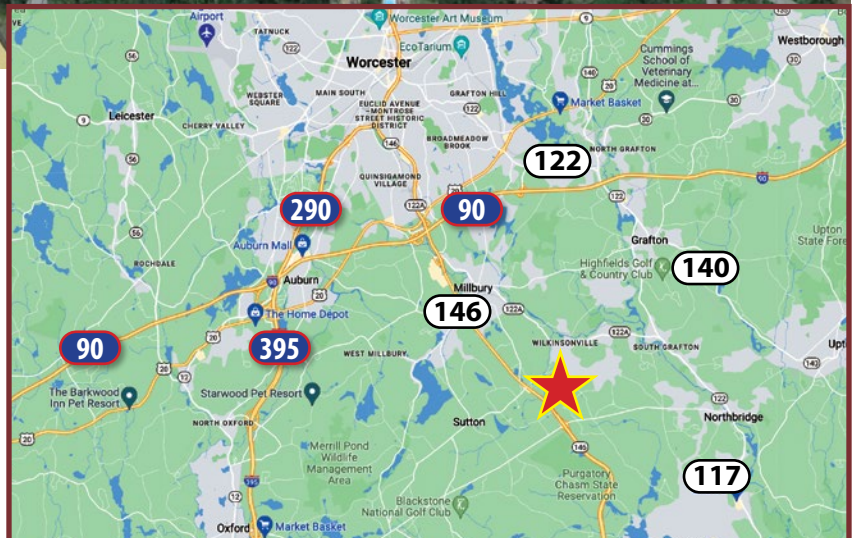 Airport
TATNUCK
Worcester Art Museum
EcoTarium
Worcester
Westborough
Cummings
School of
Veterinary
Medicine at...
Leicester
CHERRY VALLEY
WEBSTER
SQUARE
MAIN SOUTH
GRAFTON HILL
EUCLID AVENUE
-MONTROSE
STREET HISTORIC
DISTRICT
BROADMEADOW
BROOK
Market Basket
NORTH GRAFTON
QUINSIGAMOND
VILLAGE
122
290
90
Auburn Mall
Auburn
ROCHDALE
The Home Depot
Millbury
146
Grafton
Highfields Golf
& Country Club
140
Upton
State Fore
90
395
WEST MILLBURY
WILKINSONVILLE
SOUTH GRAFTON
The Barkwood
Inn Pet Resort
Starwood Pet Resort
NORTH OXFORD
Sutton
Northbridge
Merrill Pond
Wildlife
Management
Area
Purgatory
Chasm State
Reservation
117
Blackstone
National Golf Club
Oxford
Market Basket